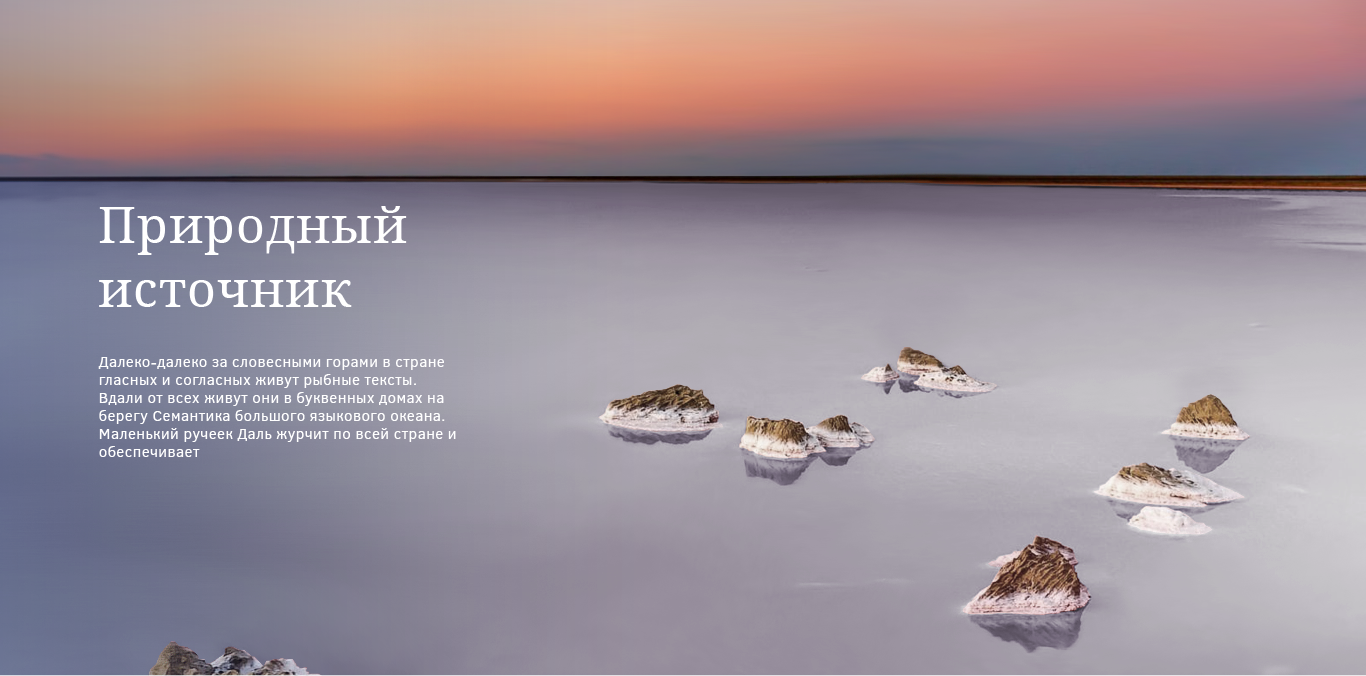 Природный
источник
Далеко-далеко за словесными горами в стране
гласных и согласных живут рыбные тексты.
Вдали от всех живут они в буквенных домах на
берегу Семантика большого языкового океана.
Маленький ручеек Даль журчит по всей стране и
обеспечивает